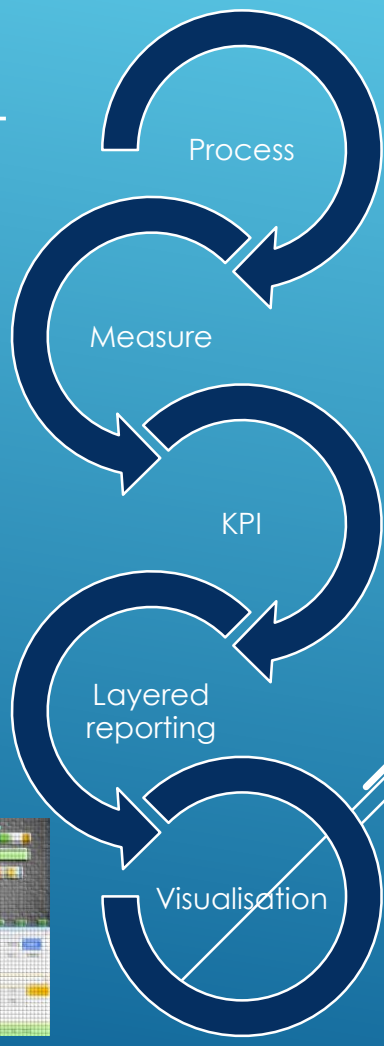 Process
Measure
KPI
Layered
reporting
Visualisation